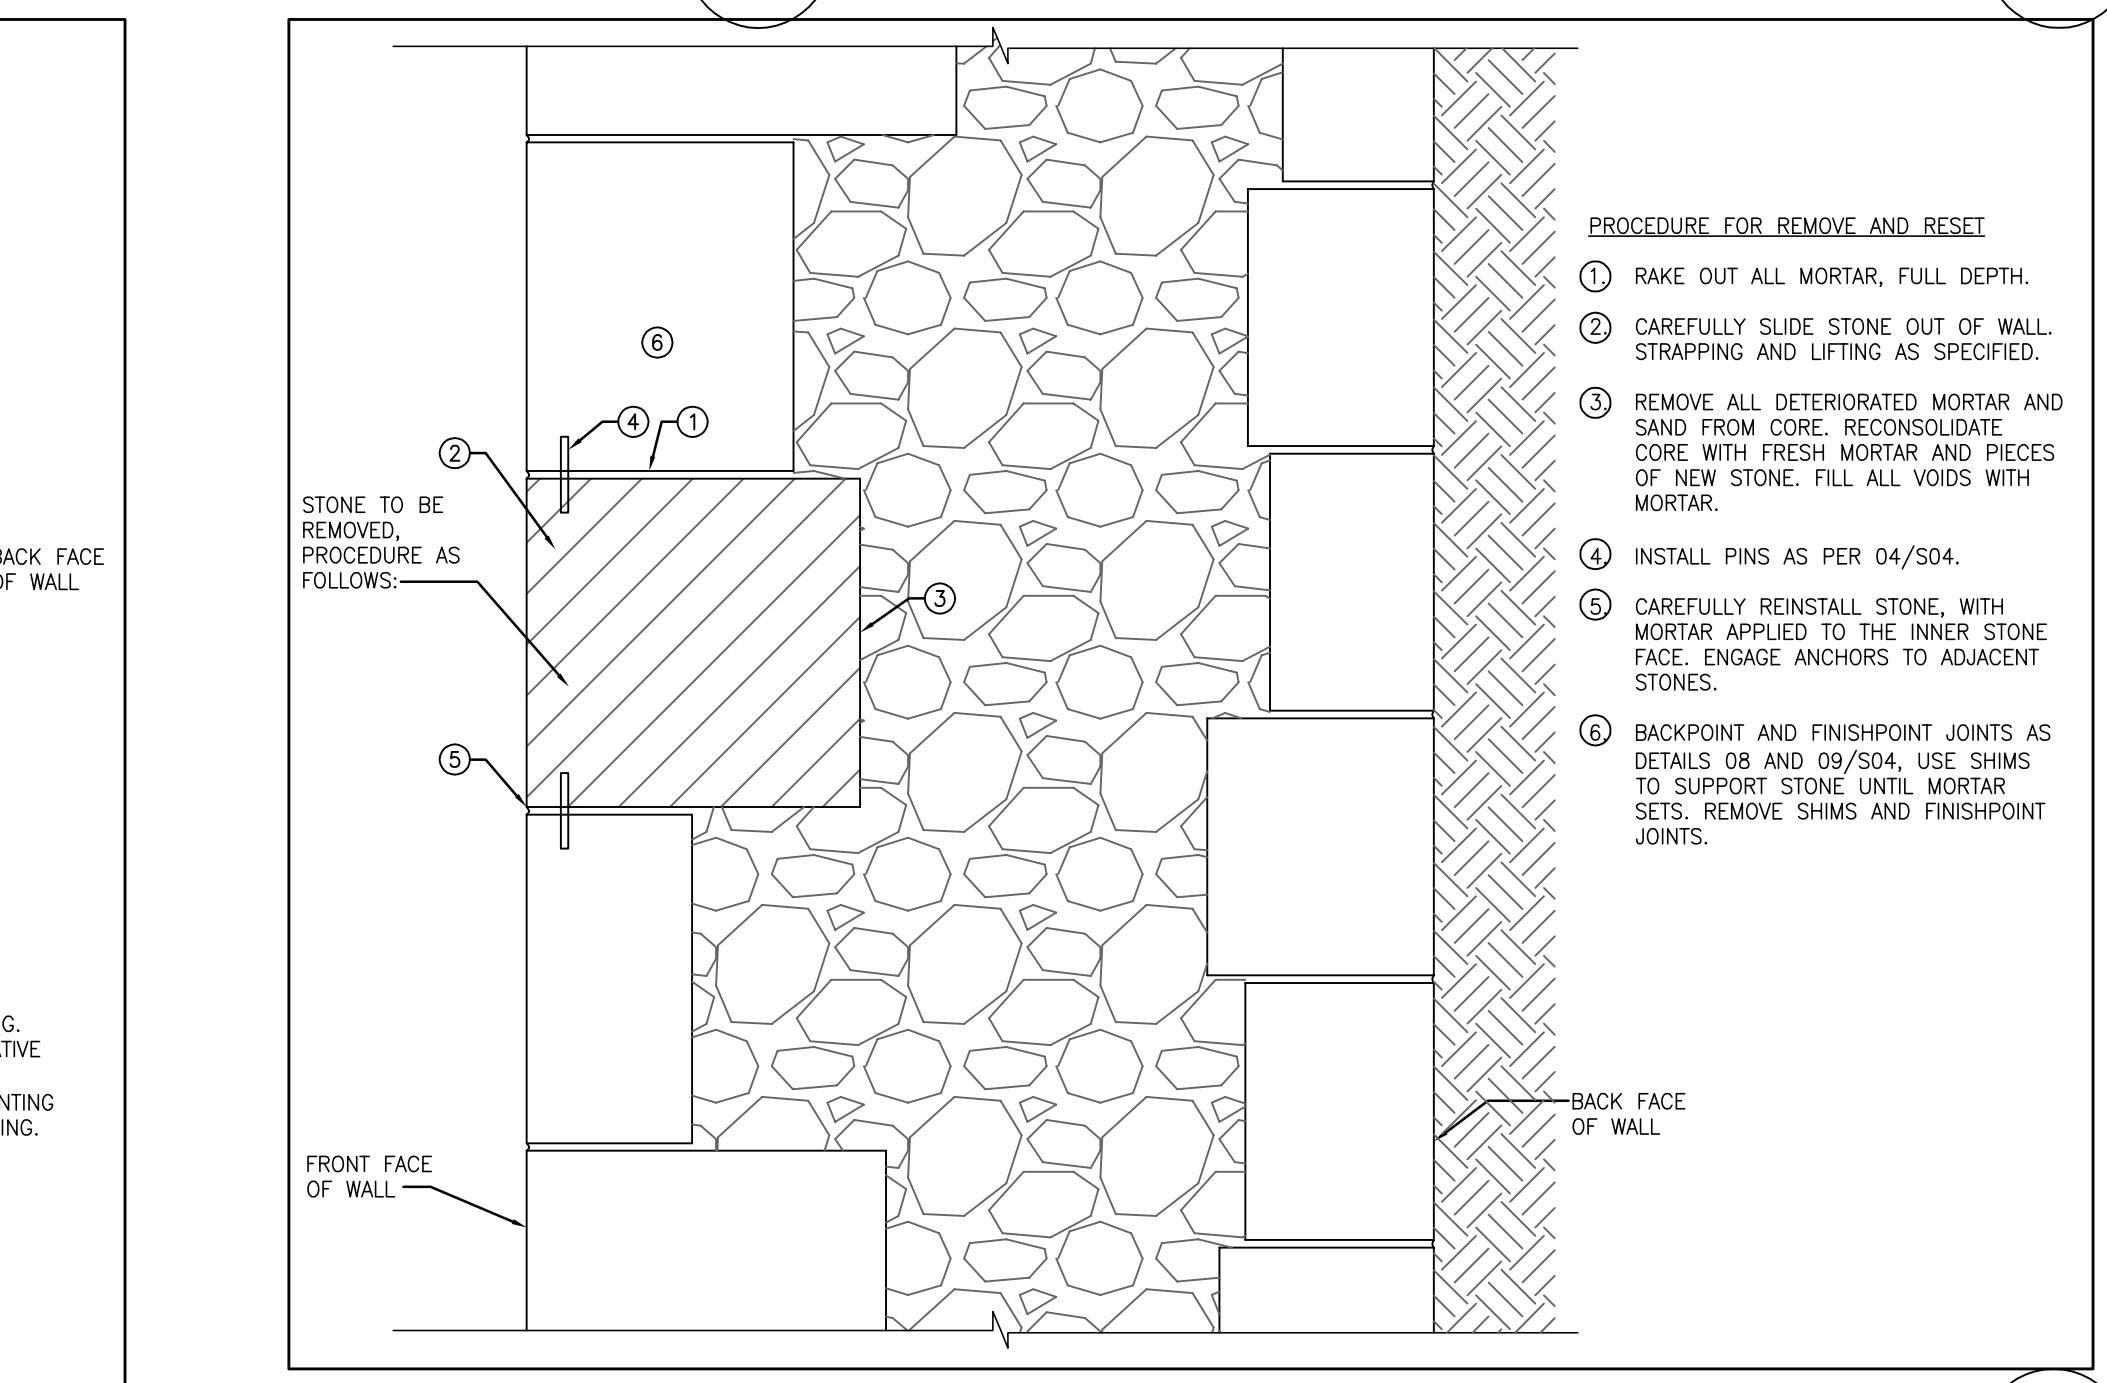 BACK FACE
OF WALL
G.
NTING
ING.
STONE TO BE
REMOVED,
PROCEDURE AS
FOLLOWS:
FRONT FACE
OF WALL
6
4
1
2
3
5
BACK FACE
OF WALL
PROCEDURE FOR REMOVE AND RESET
1. RAKE OUT ALL MORTAR, FULL DEPTH.
2. CAREFULLY SLIDE STONE OUT OF WALL.
STRAPPING AND LIFTING AS SPECIFIED.
3. REMOVE ALL DETERIORATED MORTAR AND
SAND FROM CORE. RECONSOLIDATE
CORE WITH FRESH MORTAR AND PIECES
OF NEW STONE. FILL ALL VOIDS WITH
MORTAR.
4. INSTALL PINS AS PER 04/S04.
5. CAREFULLY REINSTALL STONE, WITH
MORTAR APPLIED TO THE INNER STONE
FACE. ENGAGE ANCHORS TO ADJACENT
STONES.
6. BACKPOINT AND FINISHPOINT JOINTS AS
DETAILS 08 AND 09/S04, USE SHIMS
TO SUPPORT STONE UNTIL MORTAR
SETS. REMOVE SHIMS AND FINISHPOINT
JOINTS.